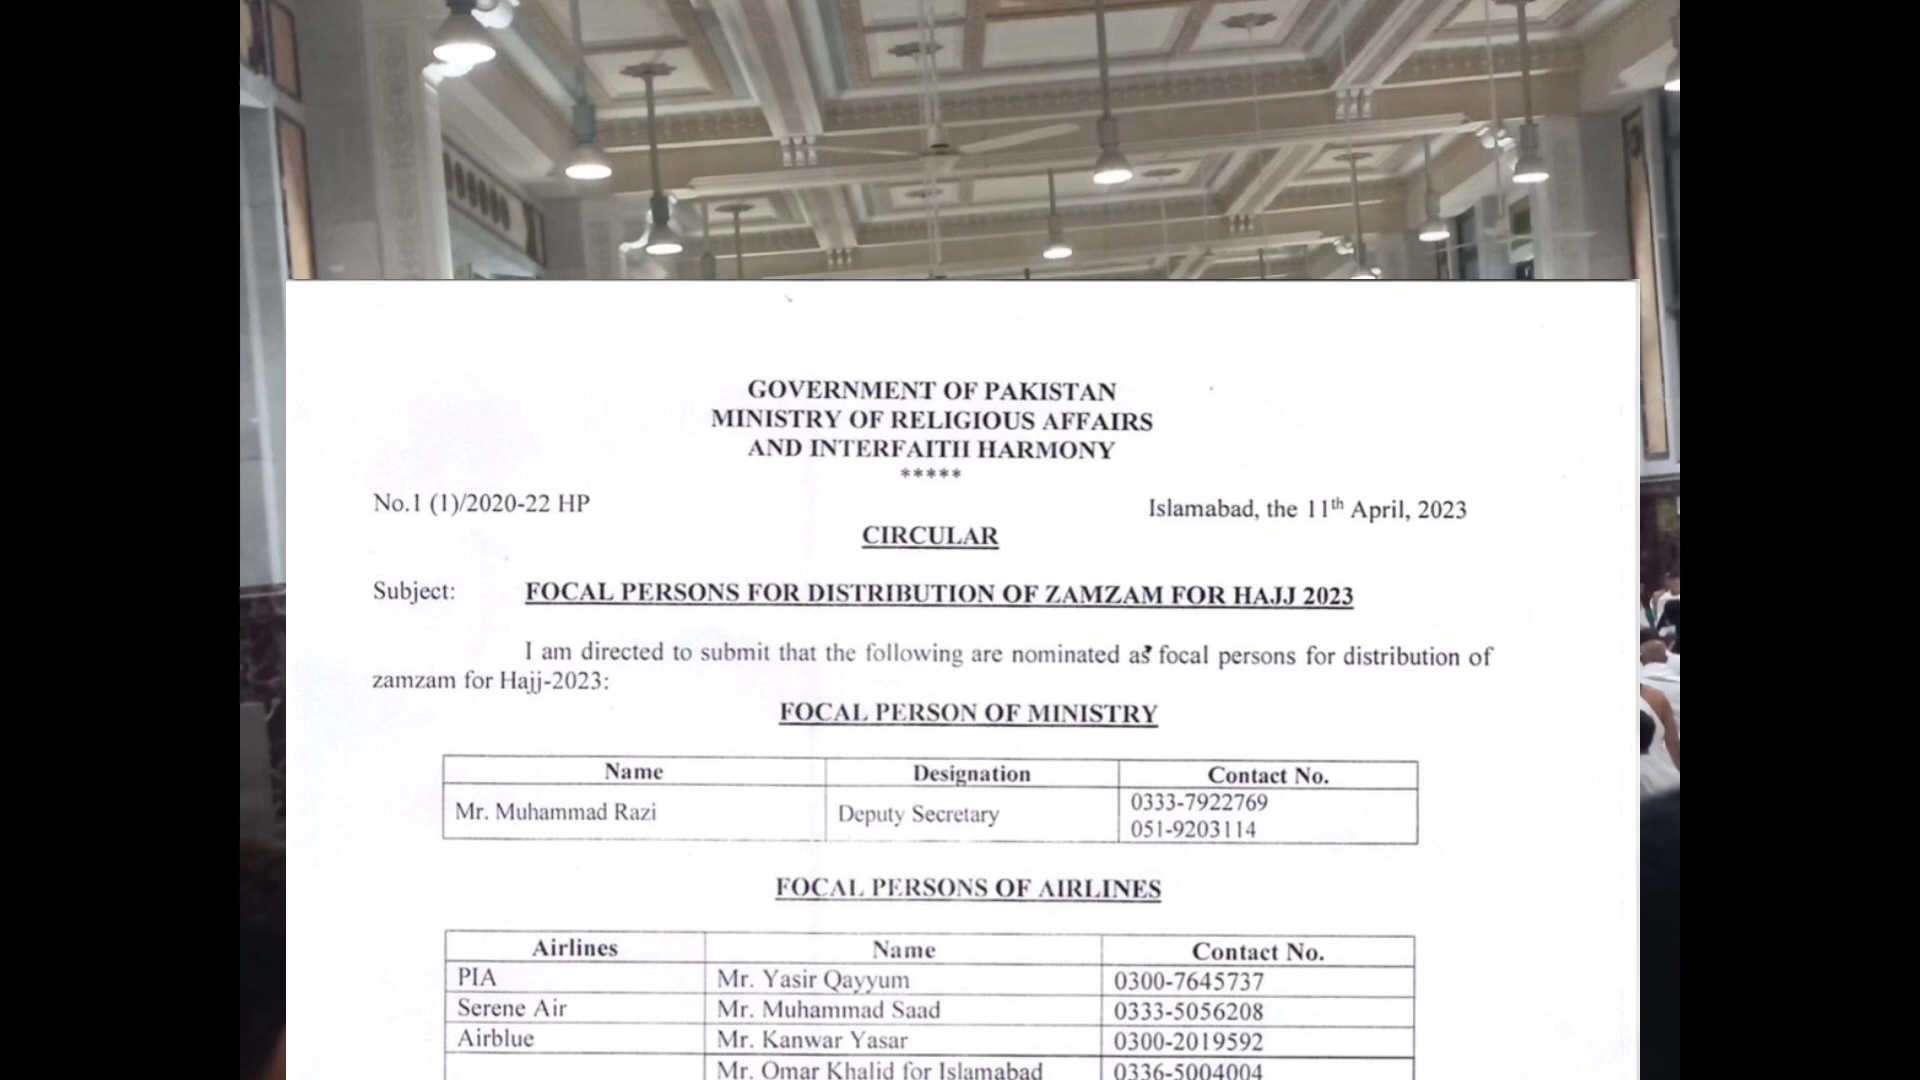 GOVERNMENT OF PAKISTAN
MINISTRY OF RELIGIOUS AFFAIRS
AND INTERFAITH HARMONY
*****
No.1 (1)/2020-22 HP Islamabad, the 11th April, 2023
CIRCULAR
Subject: FOCAL PERSONS FOR DISTRIBUTION OF ZAMZAM FOR HAJJ 2023
I am directed to submit that the following are nominated as focal persons for distribution of
zamzam for Hajj-2023:
FOCAL PERSON OF MINISTRY
Name Designation Contact No.
Mr. Muhammad Razi Deputy Secretary 0333-7922769
051-9203114
FOCAL PERSONS OF AIRLINES
Airlines Name Contact No.
PIA Mr. Yasir Qayyum 0300-7645737
Serene Air Mr. Muhammad Saad 0333-5056208
Airblue Mr. Kanwar Yasar 0300-2019592
Mr. Omar Khalid for Islamabad 0336-5004004